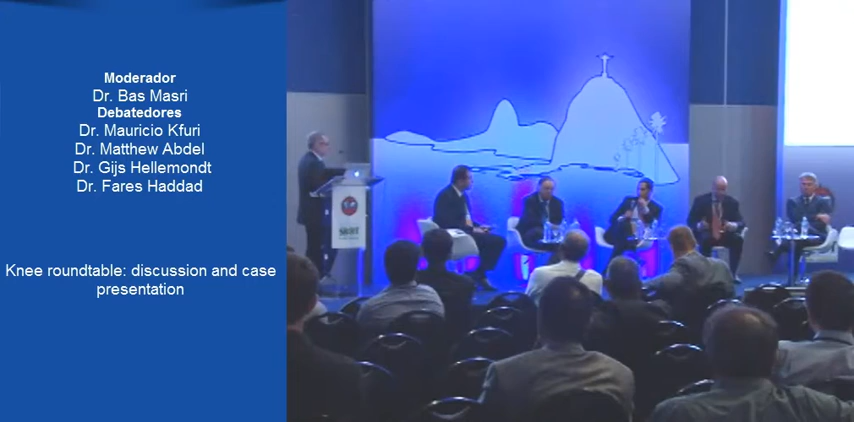 Moderador
Dr. Bas Masri
Debatedores
Dr. Mauricio Kfuri
Dr. Matthew Abdel
Dr. Gijs Hellemondt
Dr. Fares Haddad
Knee roundtable: discussion and case
presentation